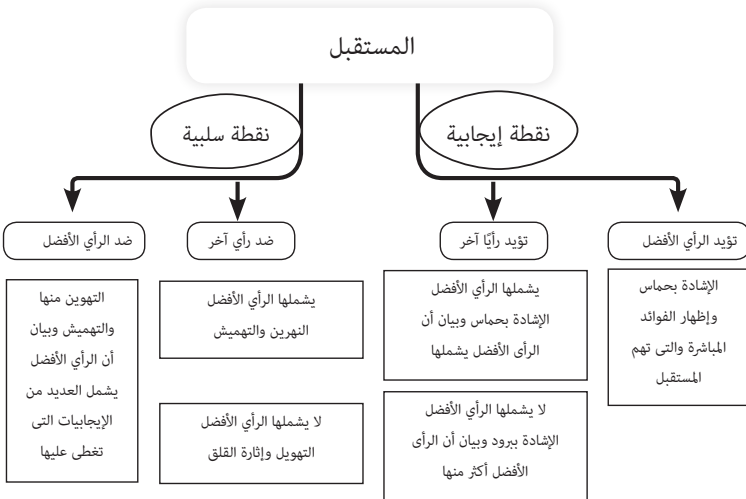 المستقبل
نقطة إيجابية
نقطة سلبية
تؤيد الرأي الأفضل
تؤيد رأيًا آخر
ضد رأي آخر
ضد الرأي الأفضل
الإشادة بحماس
وإظهار الفوائد
المباشرة والتى تهم
المستقبل
يشملها الرأي الأفضل
الإشادة بحماس وبيان أن
الرأى الأفضل يشملها
لا يشملها الرأي الأفضل
الإشادة ببرود وبيان أن الرأى
الأفضل أكثر منها
يشملها الرأي الأفضل
النهرين والتهميش
لا يشملها الرأي الأفضل
التهويل وإثارة القلق
التهوين منها
والتهميش وبيان
أن الرأي الأفضل
يشمل العديد من
الإيجابيات التى
تغطى عليها